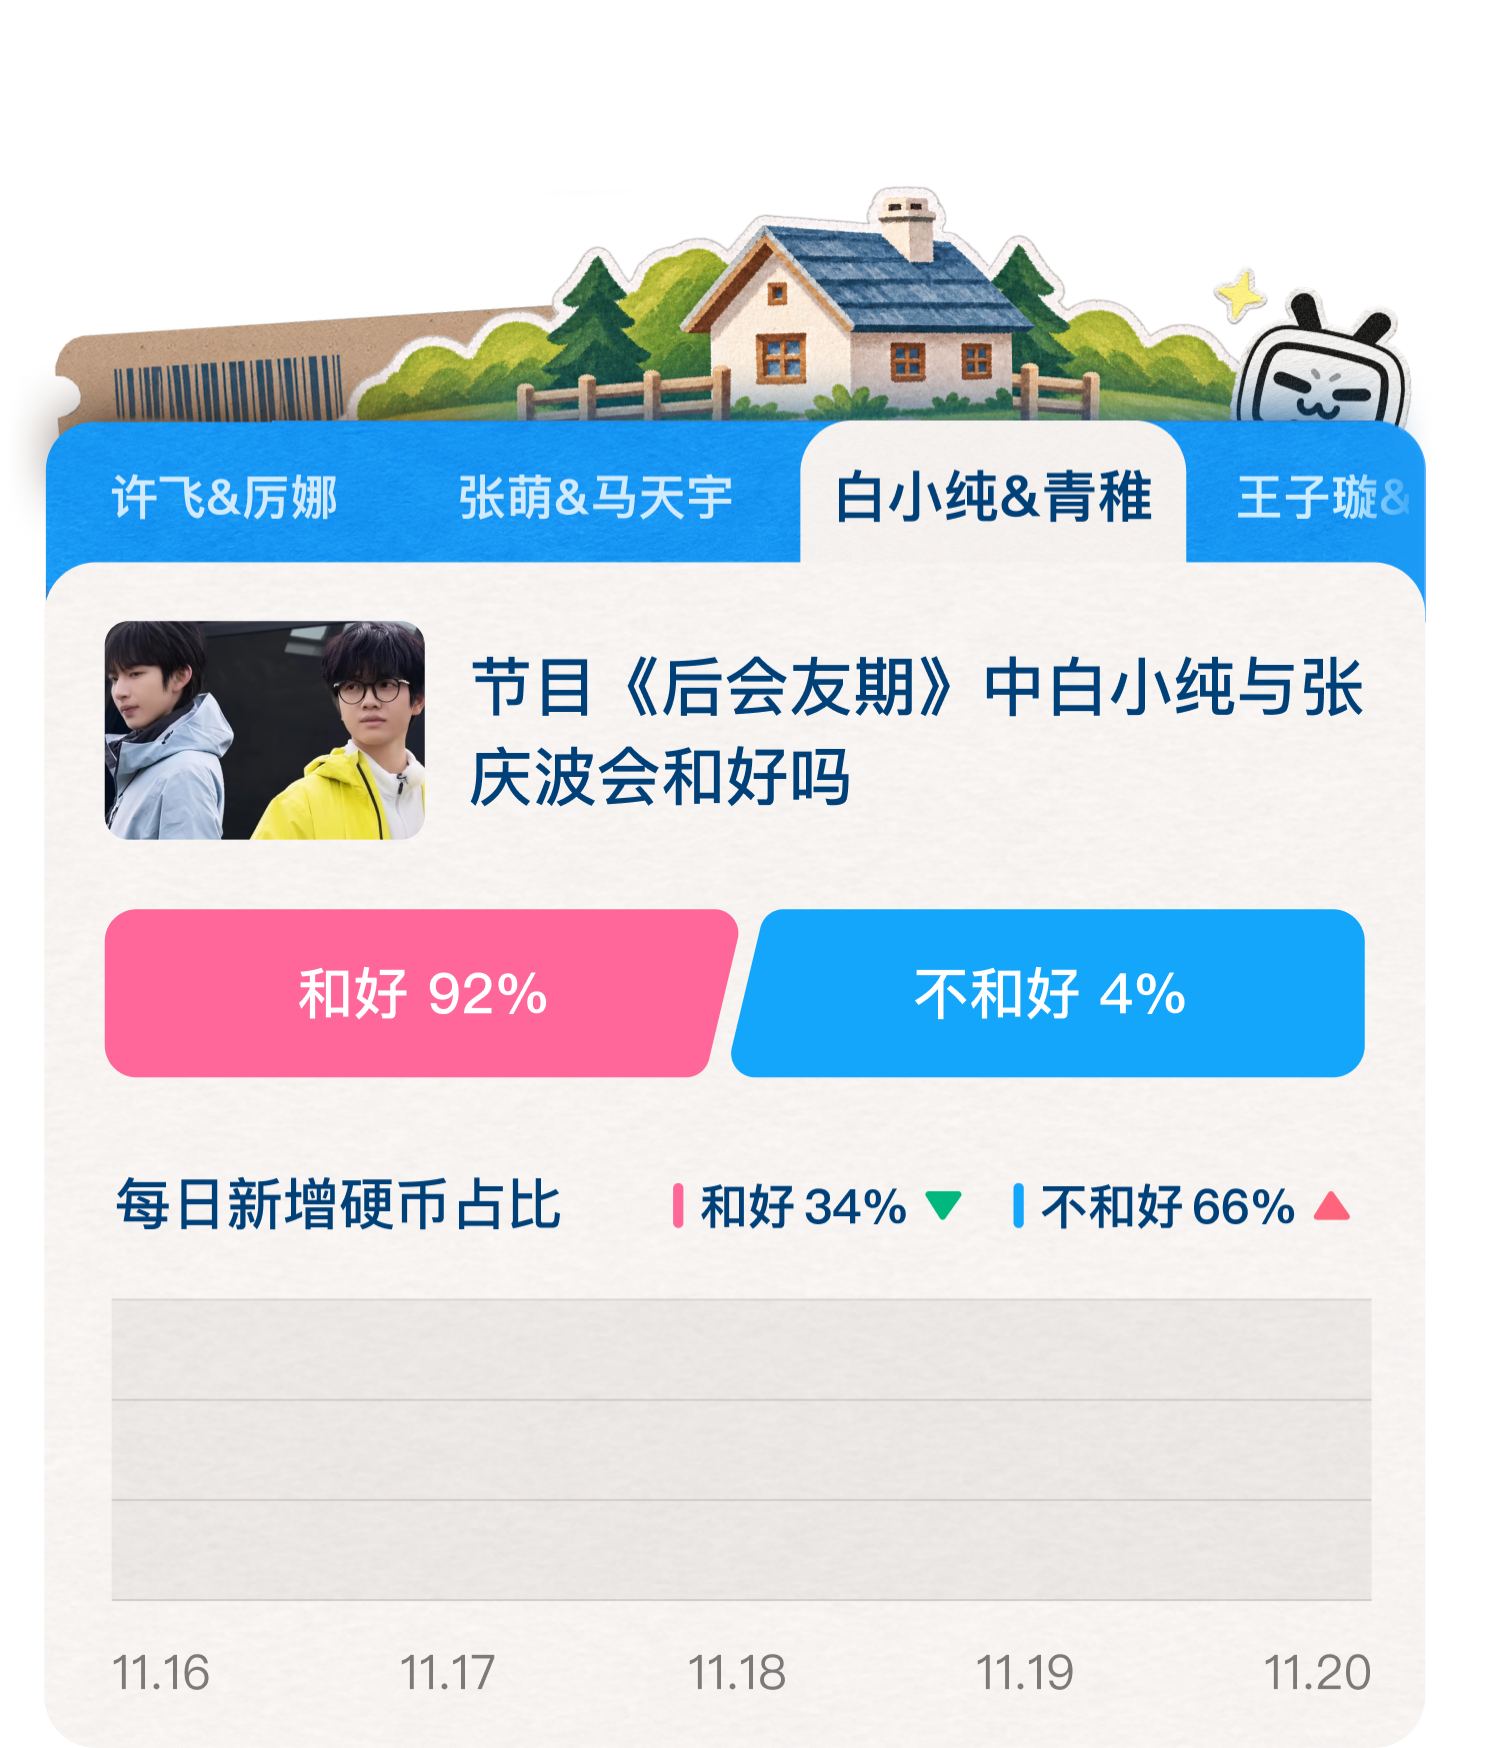 许飞&厉娜
张萌&马天宇
白小纯&青稚
王子璇&
节目《后会友期》中白小纯与张
庆波会和好吗
和好 92%
不和好 4%
每日新增硬币占比
和好 34%
不和好 66%
11.16
11.17
11.18
11.19
11.20